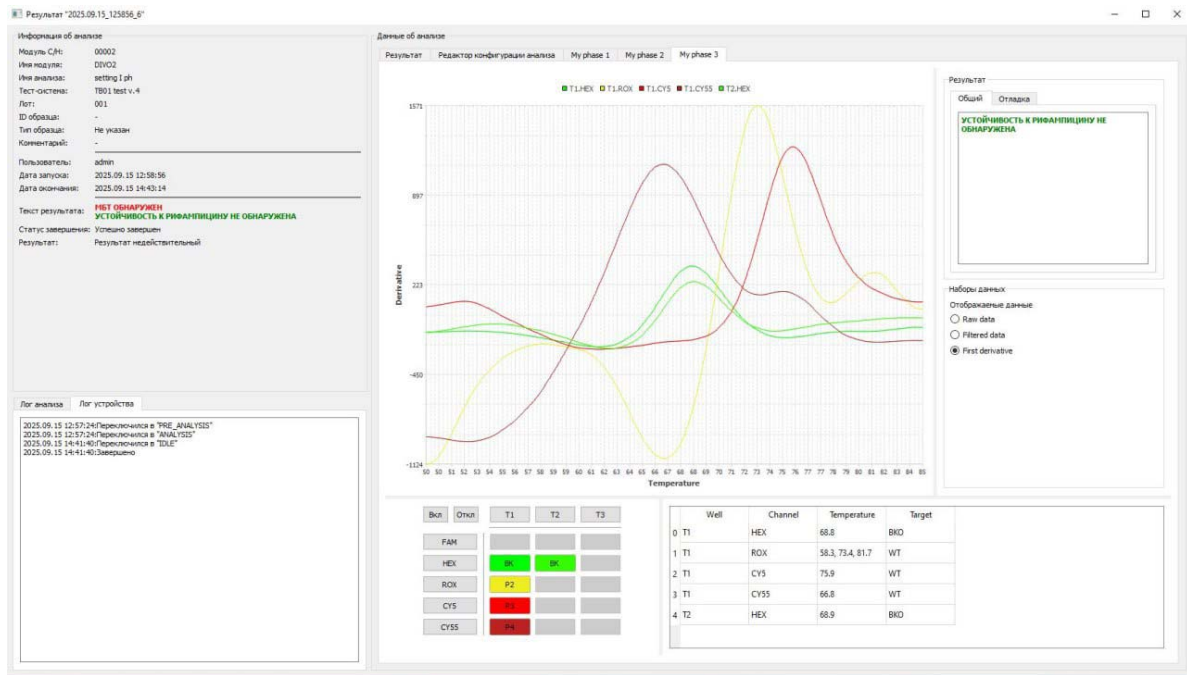 Результат "2025.09.15_125856_6"
Информация об анализе
Модуль С/Н: 00002
Имя модуля: DIVO2
Имя анализа: setting I ph
Тест-система: TB01 test v.4
Лот: 001
ID образца: -
Тип образца: Не указан
Комментарий: -
Пользователь: admin
Дата запуска: 2025.09.15 12:58:56
Дата окончания: 2025.09.15 14:43:14
Текст результата: МБТ ОБНАРУЖЕН
УСТОЙЧИВОСТЬ К РИФАМПИЦИНУ НЕ ОБНАРУЖЕНА
Статус завершения: Успешно завершен
Результат: Результат недействительный
Лог анализа Лог устройства
2025.09.15 12:57:24:Переключился в "PRE_ANALYSIS"
2025.09.15 12:57:24:Переключился в "ANALYSIS"
2025.09.15 14:41:40:Переключился в "IDLE"
2025.09.15 14:41:40:Завершено
Данные об анализе
Результат Редактор конфигурации анализа My phase 1 My phase 2 My phase 3
T1.HEX T1.ROX T1.CY5 T1.CY55 T2.HEX
1571
897
223
-450
-1124
Derivative
50 50 51 52 53 54 55 56 57 58 59 59 60 61 62 63 64 65 66 67 68 68 69 70 71 72 73 74 75 76 77 77 78 79 80 81 82 83 84 85
Temperature
Вкл Откл T1 T2 T3
FAM
HEX ВК ВК
ROX P2
CY5 P3
CY55 P4
Well Channel Temperature Target
0 T1 HEX 68.8 ВКО
1 T1 ROX 58.3, 73.4, 81.7 WT
2 T1 CY5 75.9 WT
3 T1 CY55 66.8 WT
4 T2 HEX 68.9 ВКО
Результат
Общий Отладка
УСТОЙЧИВОСТЬ К РИФАМПИЦИНУ НЕ
ОБНАРУЖЕНА
Наборы данных
Отображаемые данные
Raw data
Filtered data
First derivative